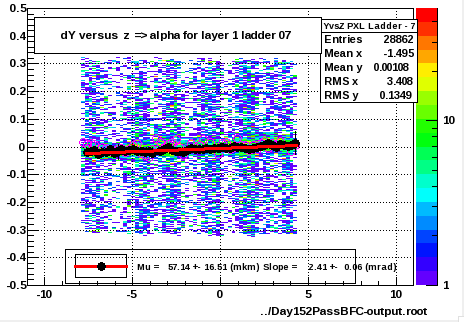 dY versus z => alpha for layer 1 ladder 07
YvsZ PXL Ladder - 7
Entries 28862
Mean x -1.495
Mean y 0.00108
RMS x 3.408
RMS y 0.1349
0.5
0.4
0.3
0.2
0.1
0
-0.1
-0.2
-0.3
-0.4
-0.5
10
1
Mu = 57.14 +- 16.51 (mkm) Slope = 2.41 +- 0.06 (mrad)
-10 -5 0 5 10
../Day152PassBFC-output.root